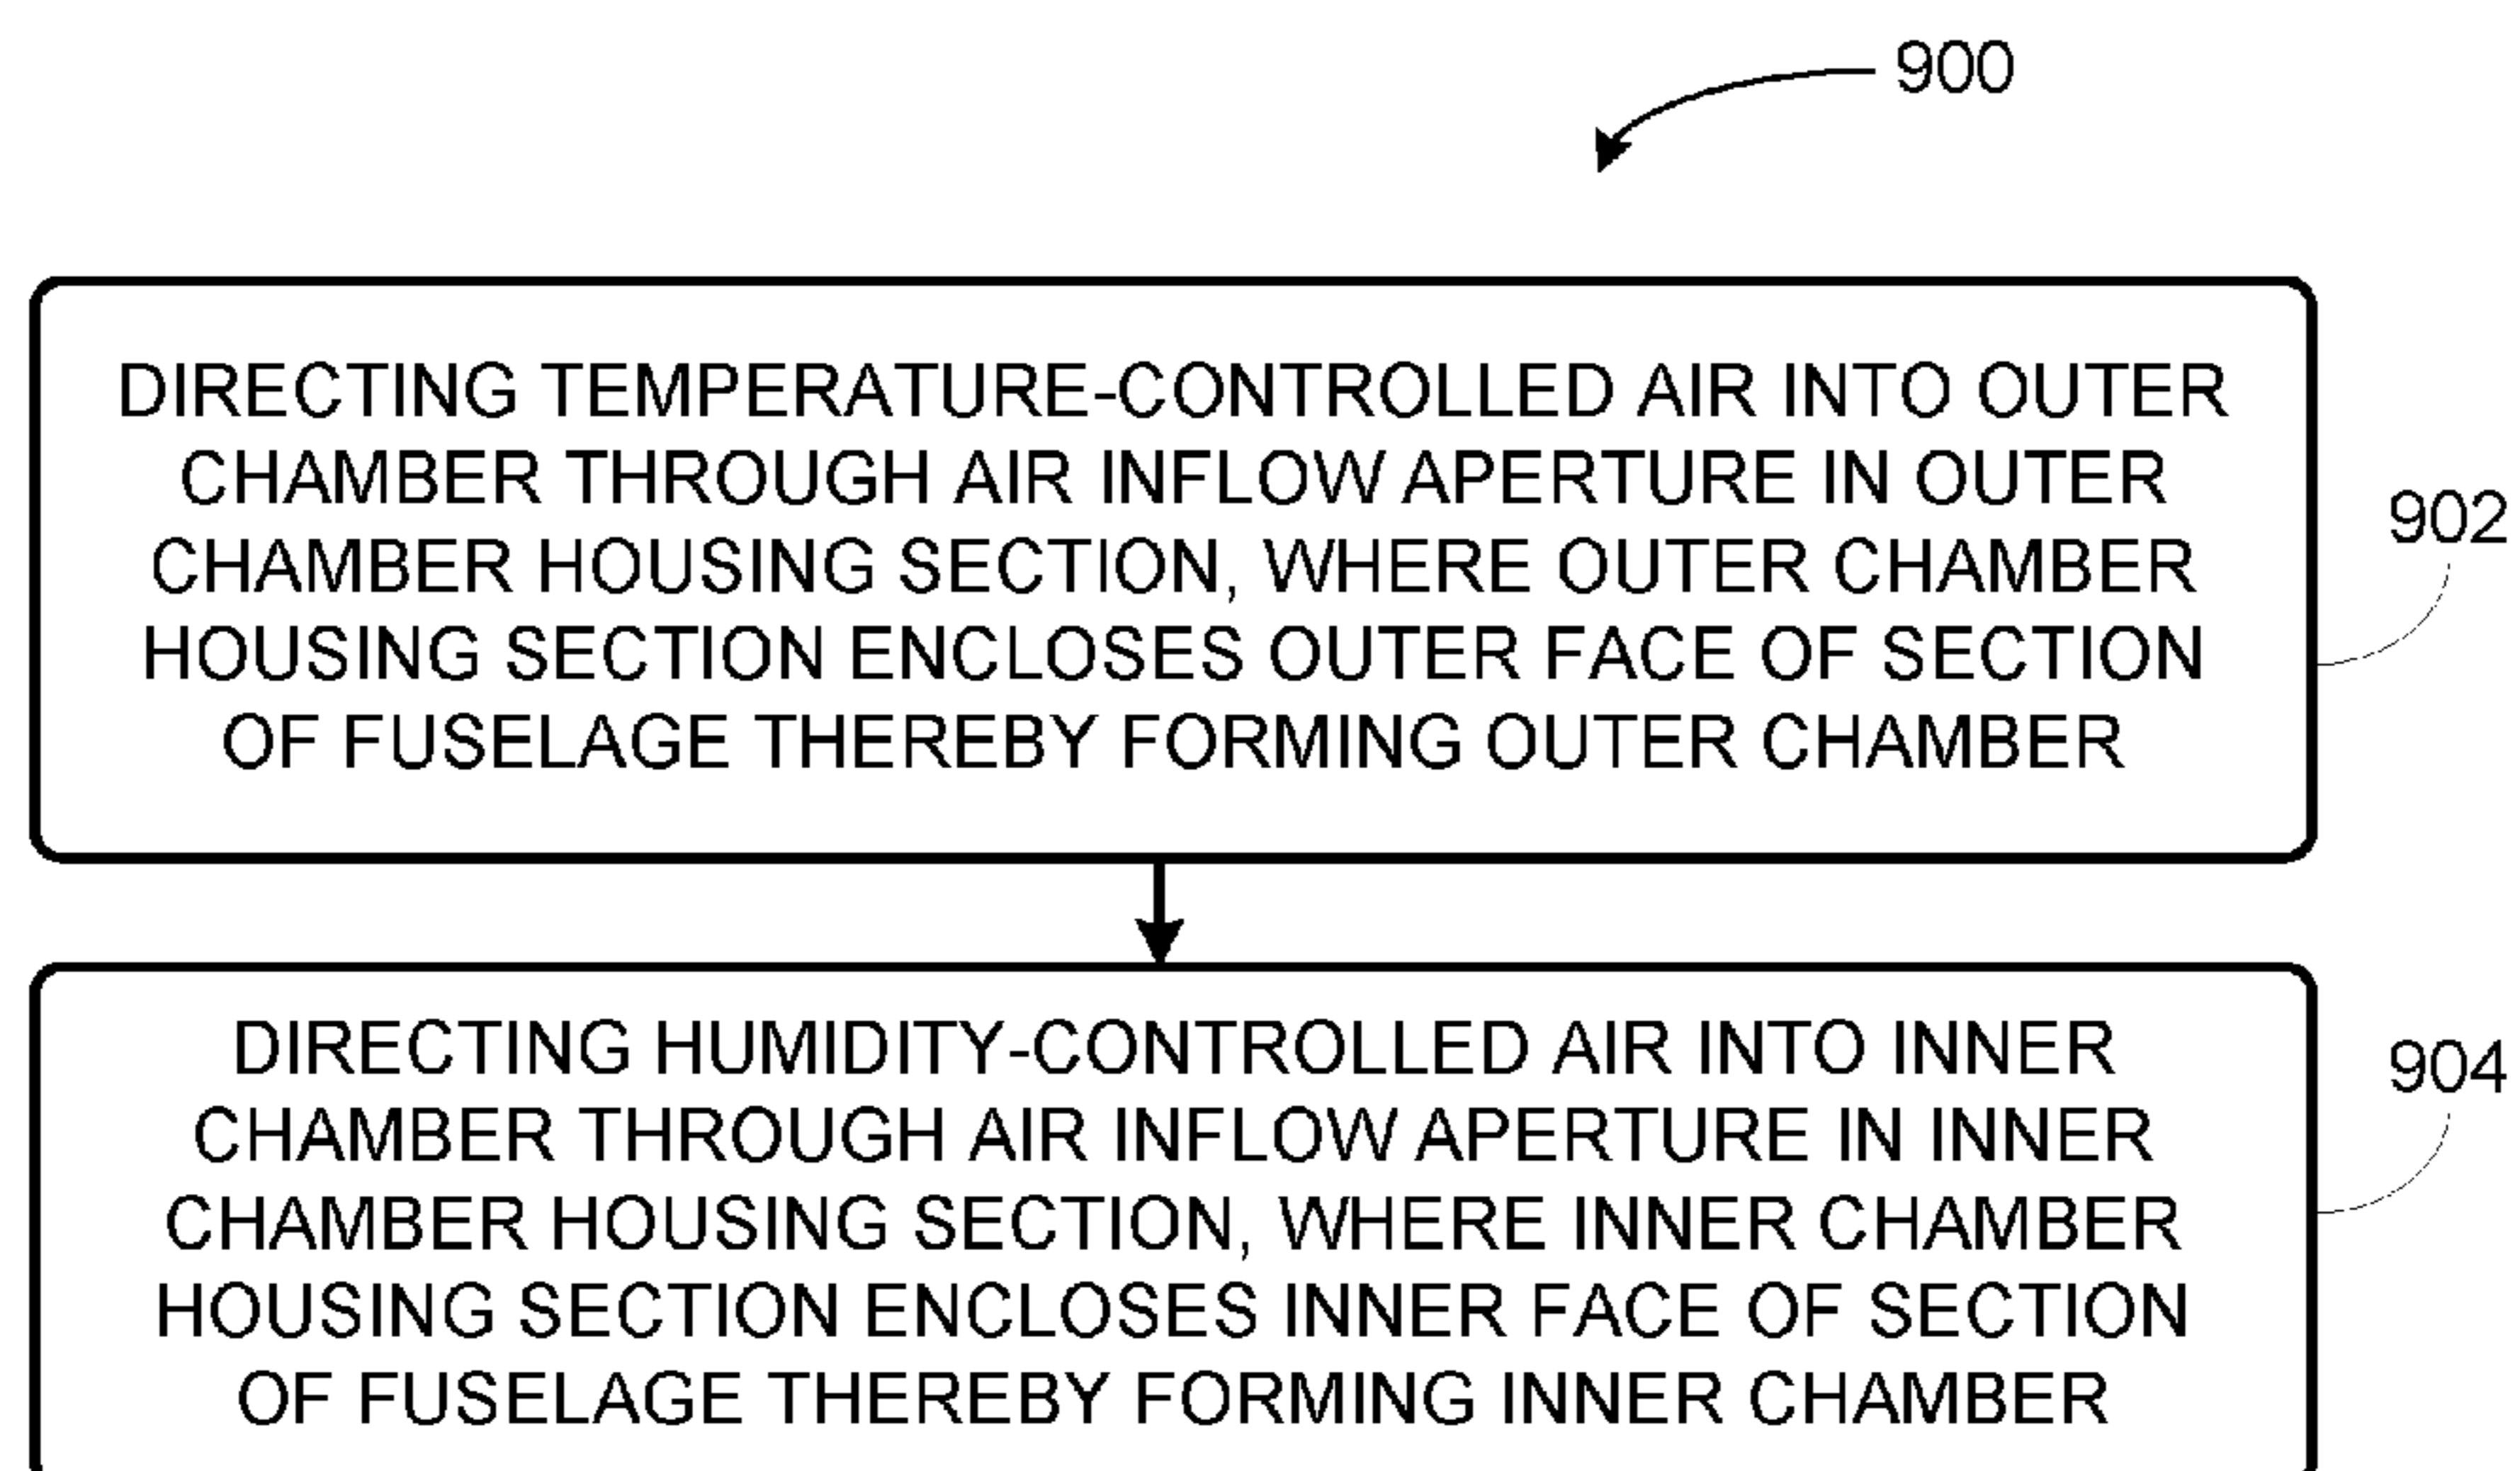 900
DIRECTING TEMPERATURE-CONTROLLED AIR INTO OUTER
CHAMBER THROUGH AIR INFLOW APERTURE IN OUTER
CHAMBER HOUSING SECTION, WHERE OUTER CHAMBER
HOUSING SECTION ENCLOSES OUTER FACE OF SECTION
OF FUSELAGE THEREBY FORMING OUTER CHAMBER
902
DIRECTING HUMIDITY-CONTROLLED AIR INTO INNER
CHAMBER THROUGH AIR INFLOW APERTURE IN INNER
CHAMBER HOUSING SECTION, WHERE INNER CHAMBER
HOUSING SECTION ENCLOSES INNER FACE OF SECTION
OF FUSELAGE THEREBY FORMING INNER CHAMBER
904